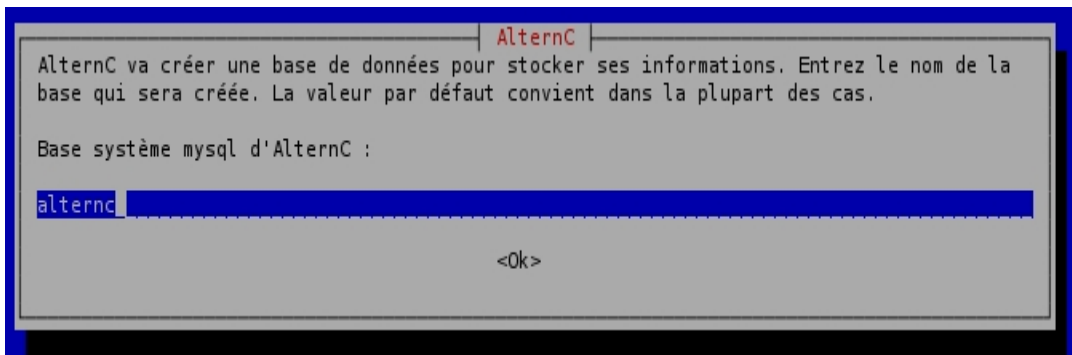 AlternC
AlternC va créer une base de données pour stocker ses informations. Entrez le nom de la
base qui sera créée. La valeur par défaut convient dans la plupart des cas.
Base système mysql d'AlternC :
alternc_
<Ok>